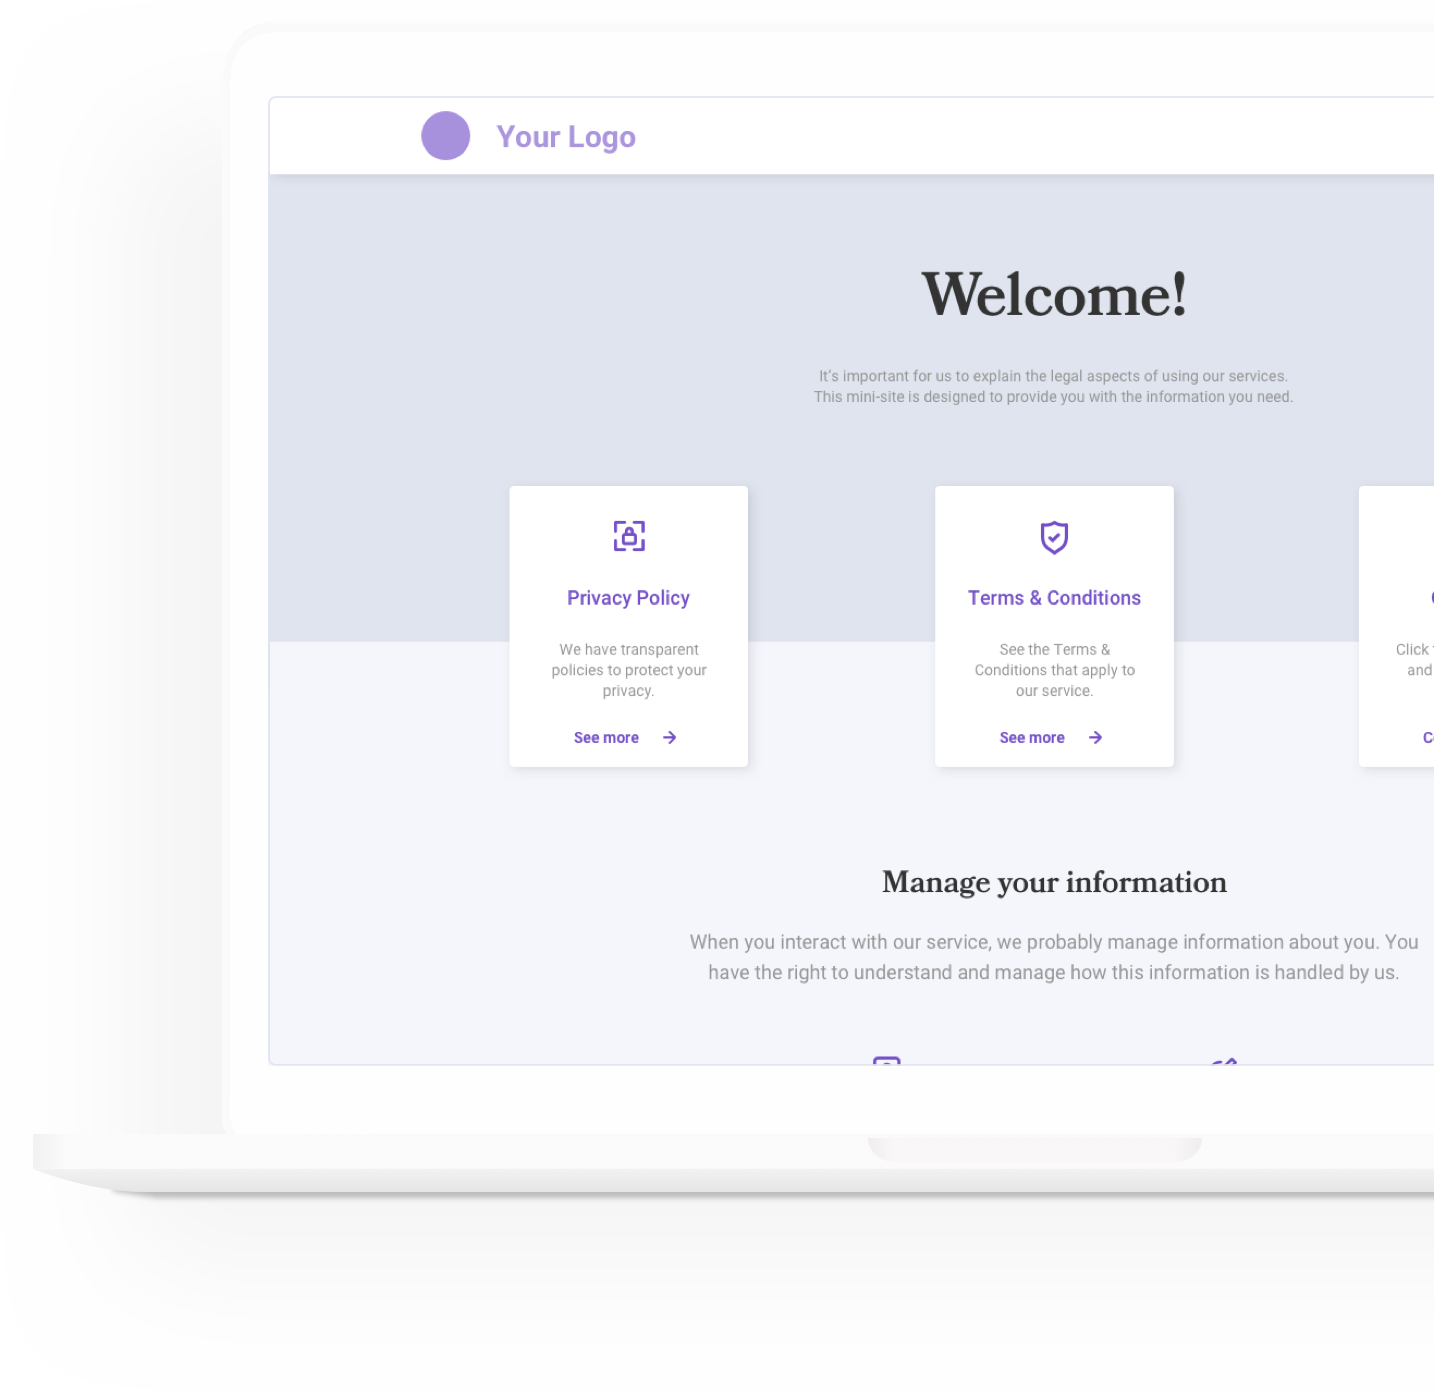 Your Logo
Welcome!
It's important for us to explain the legal aspects of using our services.
This mini-site is designed to provide you with the information you need.
Privacy Policy
We have transparent
policies to protect your
privacy.
See more
Terms & Conditions
See the Terms &
Conditions that apply to
our service.
See more
Click
and
Manage your information
When you interact with our service, we probably manage information about you. You
have the right to understand and manage how this information is handled by us.